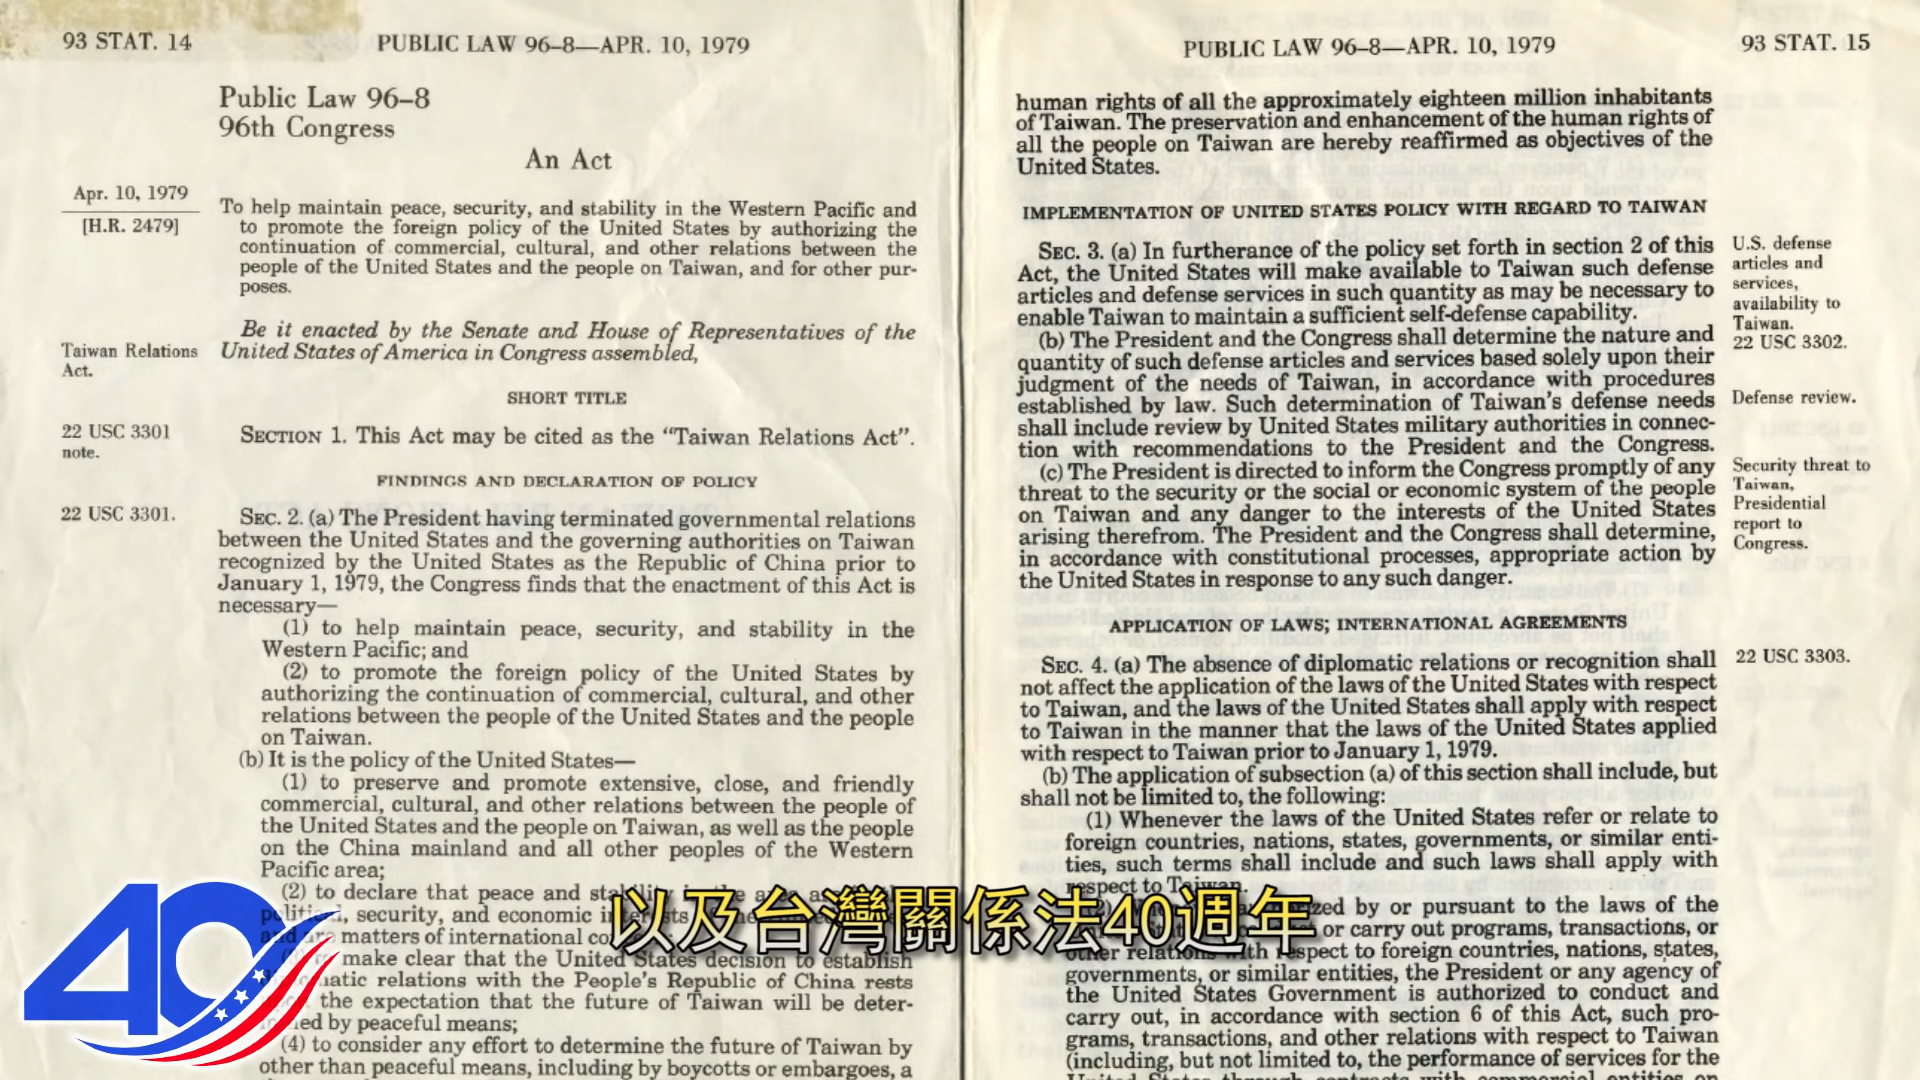 93 STAT. 14
PUBLIC LAW 96–8—APR. 10, 1979
Public Law 96–8
96th Congress
An Act
Apr. 10, 1979
[H.R. 2479]
To help maintain peace, security, and stability in the Western Pacific and
to promote the foreign policy of the United States by authorizing the
continuation of commercial, cultural, and other relations between the
people of the United States and the people on Taiwan, and for other pur-
poses.
Be it enacted by the Senate and House of Representatives of the
United States of America in Congress assembled,
Taiwan Relations
Act.
SHORT TITLE
22 USC 3301
note.
SECTION 1. This Act may be cited as the “Taiwan Relations Act”.
FINDINGS AND DECLARATION OF POLICY
22 USC 3301.
SEC. 2. (a) The President having terminated governmental relations
between the United States and the governing authorities on Taiwan
recognized by the United States as the Republic of China prior to
January 1, 1979, the Congress finds that the enactment of this Act is
necessary—
(1) to help maintain peace, security, and stability in the
Western Pacific; and
(2) to promote the foreign policy of the United States by
authorizing the continuation of commercial, cultural, and other
relations between the people of the United States and the people
on Taiwan.
(b) It is the policy of the United States—
(1) to preserve and promote extensive, close, and friendly
commercial, cultural, and other relations between the people of
the United States and the people on Taiwan, as well as the people
on the China mainland and all other peoples of the Western
Pacific area;
(2) to declare that peace and stability in the area
political, security, and economic interests
and are matters of international
make clear that the United States decision to establish
relations with the People's Republic of China rests
the expectation that the future of Taiwan will be deter-
by peaceful means;
(4) to consider any effort to determine the future of Taiwan by
other than peaceful means, including by boycotts or embargoes, a
PUBLIC LAW 96–8—APR. 10, 1979
93 STAT. 15
human rights of all the approximately eighteen million inhabitants
of Taiwan. The preservation and enhancement of the human rights of
all the people on Taiwan are hereby reaffirmed as objectives of the
United States.
IMPLEMENTATION OF UNITED STATES POLICY WITH REGARD TO TAIWAN
SEC. 3. (a) In furtherance of the policy set forth in section 2 of this
Act, the United States will make available to Taiwan such defense
articles and defense services in such quantity as may be necessary to
enable Taiwan to maintain a sufficient self-defense capability.
(b) The President and the Congress shall determine the nature and
quantity of such defense articles and services based solely upon their
judgment of the needs of Taiwan, in accordance with procedures
established by law. Such determination of Taiwan's defense needs
shall include review by United States military authorities in connec-
tion with recommendations to the President and the Congress.
(c) The President is directed to inform the Congress promptly of any
threat to the security or the social or economic system of the people
on Taiwan and any danger to the interests of the United States
arising therefrom. The President and the Congress shall determine,
in accordance with constitutional processes, appropriate action by
the United States in response to any such danger.
U.S. defense
articles and
services,
availability to
Taiwan.
22 USC 3302.
Defense review.
Security threat to
Taiwan,
Presidential
report to
Congress.
APPLICATION OF LAWS; INTERNATIONAL AGREEMENTS
SEC. 4. (a) The absence of diplomatic relations or recognition shall
not affect the application of the laws of the United States with respect
to Taiwan, and the laws of the United States shall apply with respect
to Taiwan in the manner that the laws of the United States applied
with respect to Taiwan prior to January 1, 1979.
22 USC 3303.
(b) The application of subsection (a) of this section shall include, but
shall not be limited to, the following:
(1) Whenever the laws of the United States refer or relate to
foreign countries, nations, states, governments, or similar enti-
ties, such terms shall include and such laws shall apply with
respect to Taiwan.
by or pursuant to the laws of the
or carry out programs, transactions, or
other relations with respect to foreign countries, nations, states,
governments, or similar entities, the President or any agency of
the United States Government is authorized to conduct and
carry out, in accordance with section 6 of this Act, such pro-
grams, transactions, and other relations with respect to Taiwan
(including, but not limited to, the performance of services for the
United States through contracts with commercial entities on
以及台灣關係法40週年
40